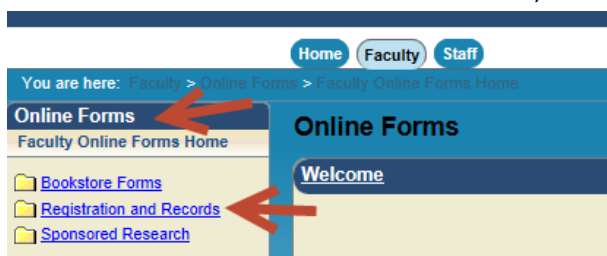 Home Faculty Staff
You are here: Faculty > Online Forms > Faculty Online Forms Home
Online Forms
Faculty Online Forms Home
Bookstore Forms
Registration and Records
Sponsored Research
Online Forms
Welcome